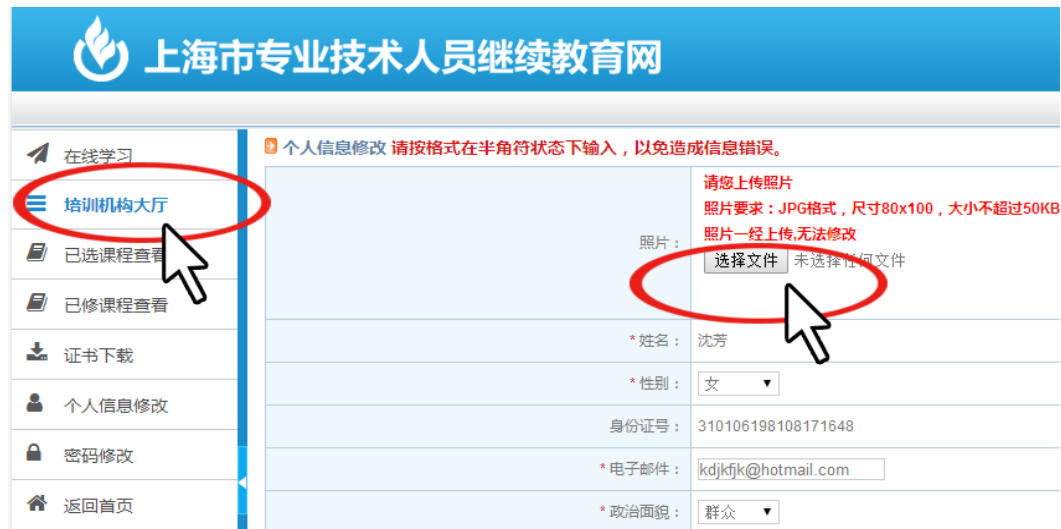 上海市专业技术人员继续教育网
在线学习
培训机构大厅
已选课程查看
已修课程查看
证书下载
个人信息修改
密码修改
返回首页
个人信息修改 请按格式在半角符状态下输入，以免造成信息错误。
照片：
请您上传照片
照片要求：JPG格式，尺寸80x100，大小不超过50KB
照片一经上传,无法修改
选择文件 未选择任何文件
*姓名： 沈芳
*性别： 女
身份证号： 310106198108171648
*电子邮件： kdjkfjk@hotmail.com
*政治面貌： 群众